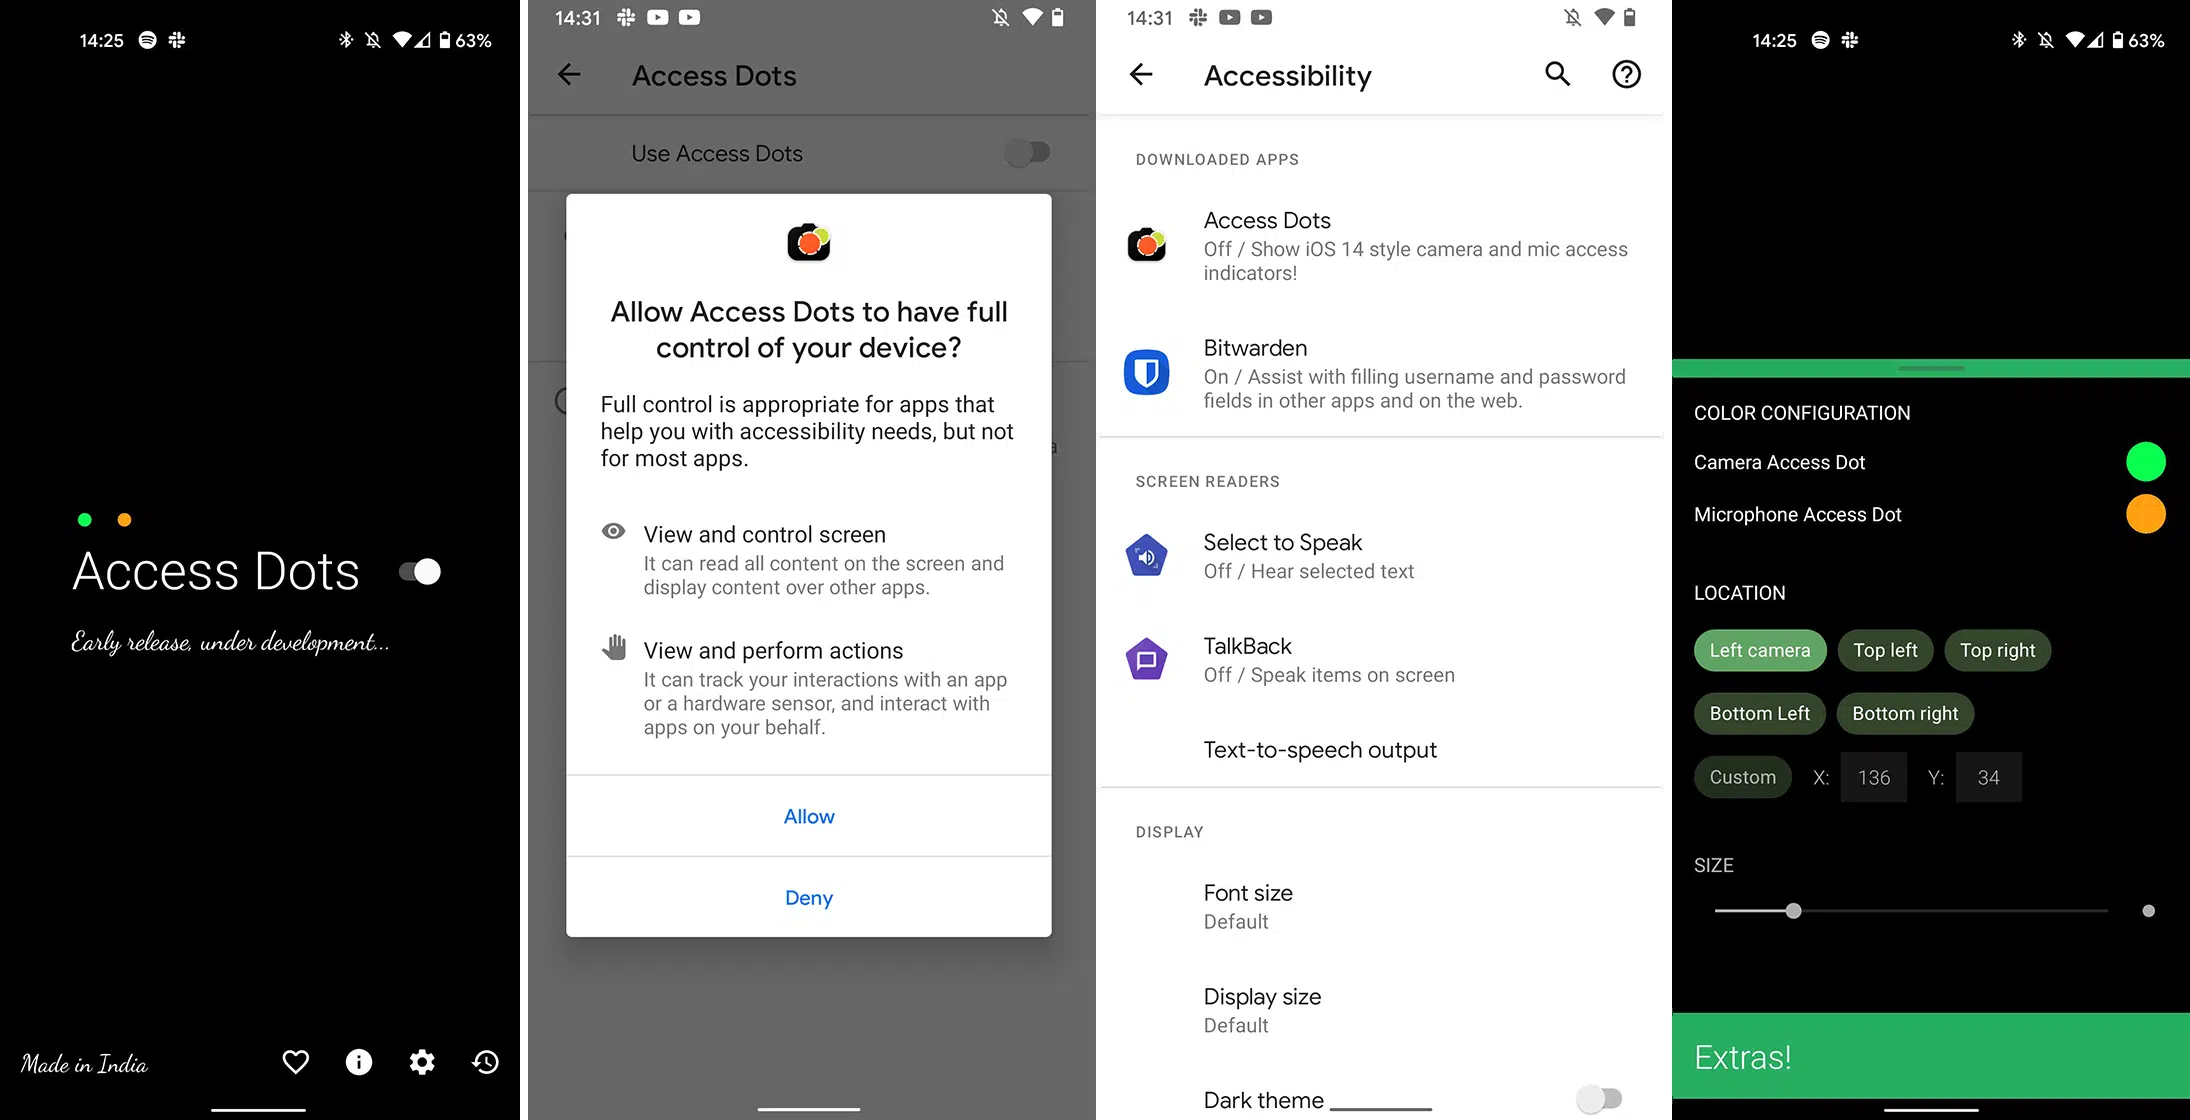 14:25
63%
Access Dots
Early release, under development...
Made in India
14:31
Access Dots
Use Access Dots
Allow Access Dots to have full
control of your device?
Full control is appropriate for apps that
help you with accessibility needs, but not
for most apps.
View and control screen
It can read all content on the screen and
display content over other apps.
View and perform actions
It can track your interactions with an app
or a hardware sensor, and interact with
apps on your behalf.
Allow
Deny
14:31
Accessibility
DOWNLOADED APPS
Access Dots
Off / Show iOS 14 style camera and mic access
indicators!
Bitwarden
On / Assist with filling username and password
fields in other apps and on the web.
SCREEN READERS
Select to Speak
Off / Hear selected text
TalkBack
Off / Speak items on screen
Text-to-speech output
DISPLAY
Font size
Default
Display size
Default
Dark theme
14:25
63%
COLOR CONFIGURATION
Camera Access Dot
Microphone Access Dot
LOCATION
Left camera Top left Top right
Bottom Left Bottom right
Custom X: 136 Y: 34
SIZE
Extras!